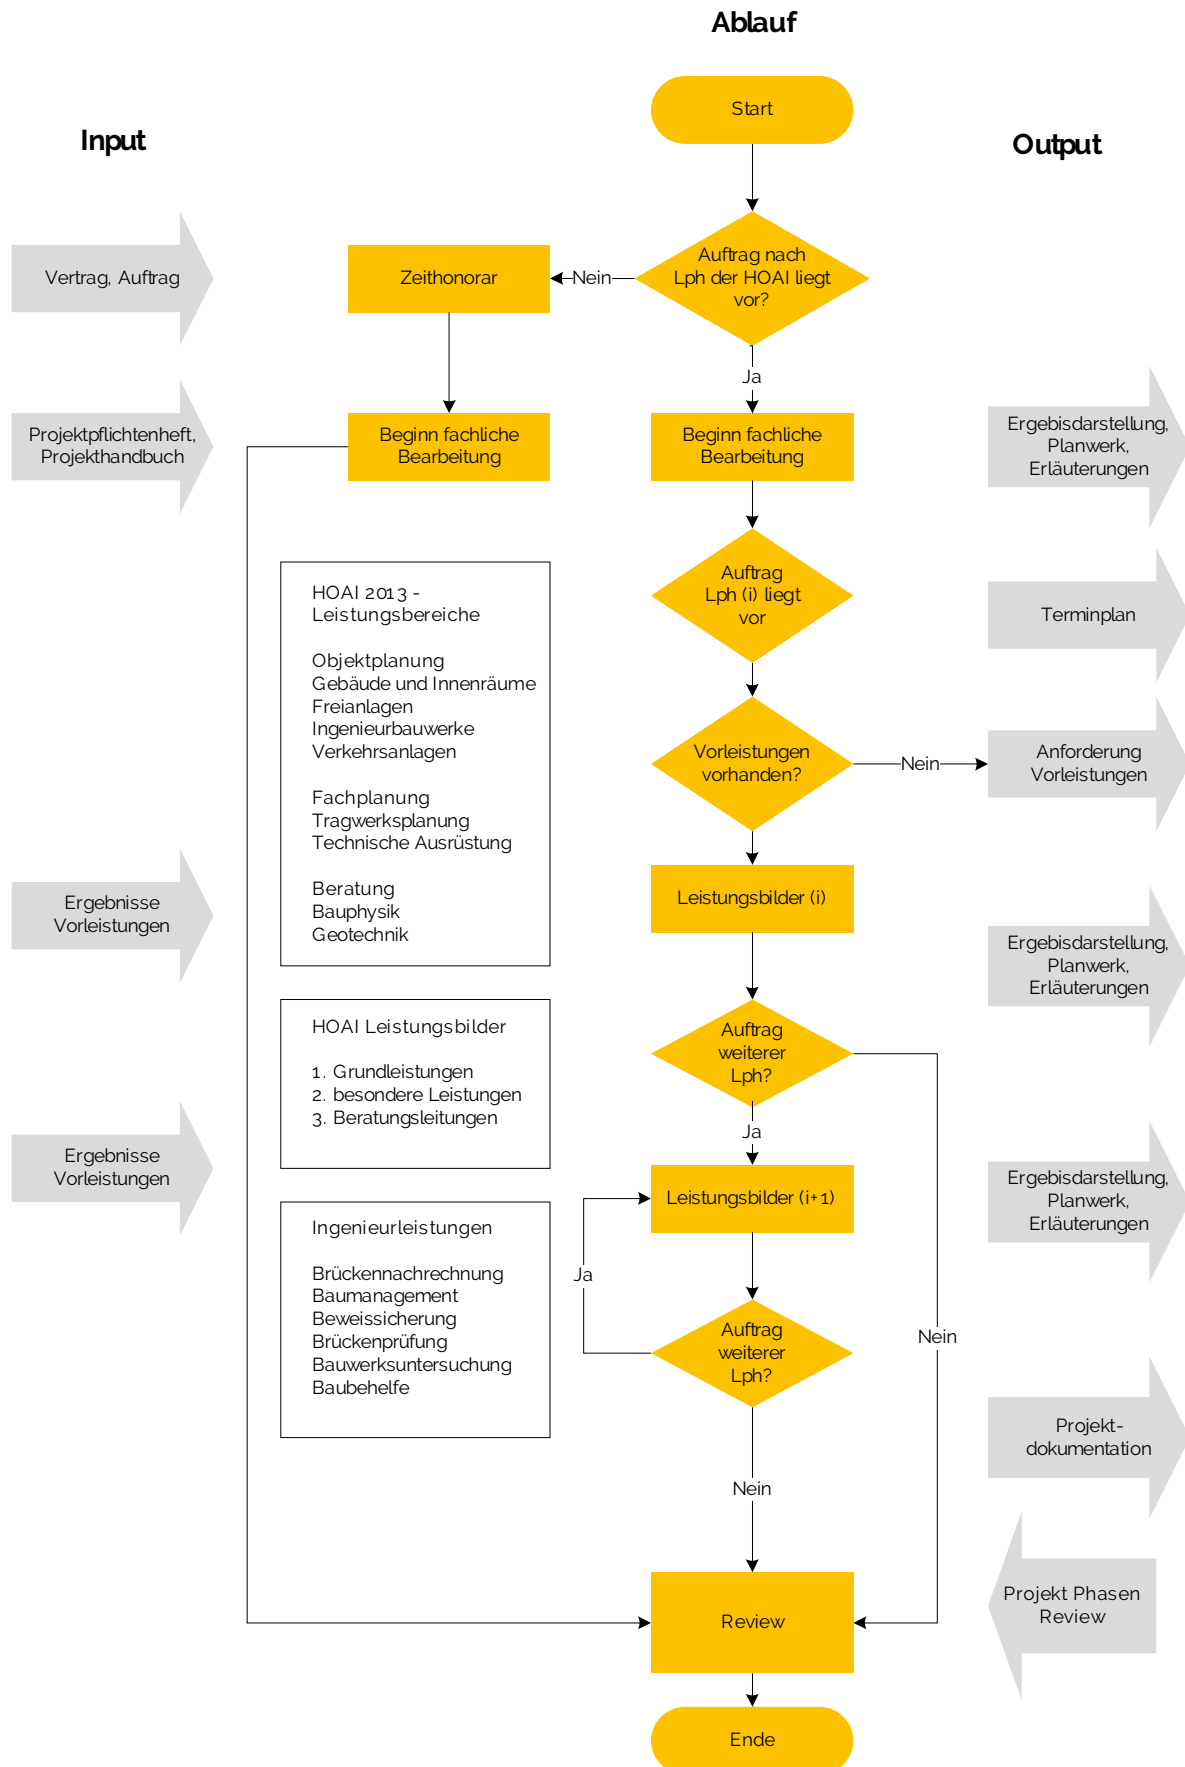 Ablauf
Input
Output
Start
Vertrag, Auftrag
Zeithonorar
Nein
Auftrag nach
Lph der HOAI liegt
vor?
Ja
Projektpflichtenheft,
Projekthandbuch
Beginn fachliche
Bearbeitung
Beginn fachliche
Bearbeitung
Ergebisdarstellung,
Planwerk,
Erläuterungen
Auftrag
Lph (i) liegt
vor
Terminplan
HOAI 2013 -
Leistungsbereiche
Objektplanung
Gebäude und Innenräume
Freianlagen
Ingenieurbauwerke
Verkehrsanlagen
Fachplanung
Tragwerksplanung
Technische Ausrüstung
Beratung
Bauphysik
Geotechnik
Vorleistungen
vorhanden?
Nein
Anforderung
Vorleistungen
Ergebnisse
Vorleistungen
Leistungsbilder (i)
Ergebisdarstellung,
Planwerk,
Erläuterungen
HOAI Leistungsbilder
1. Grundleistungen
2. besondere Leistungen
3. Beratungsleitungen
Auftrag
weiterer
Lph?
Ja
Ergebnisse
Vorleistungen
Leistungsbilder (i+1)
Ergebisdarstellung,
Planwerk,
Erläuterungen
Ingenieurleistungen
Brückennachrechnung
Baumanagement
Beweissicherung
Brückenprüfung
Bauwerksuntersuchung
Baubehelfe
Ja
Auftrag
weiterer
Lph?
Nein
Projekt-
dokumentation
Nein
Review
Projekt Phasen
Review
Ende